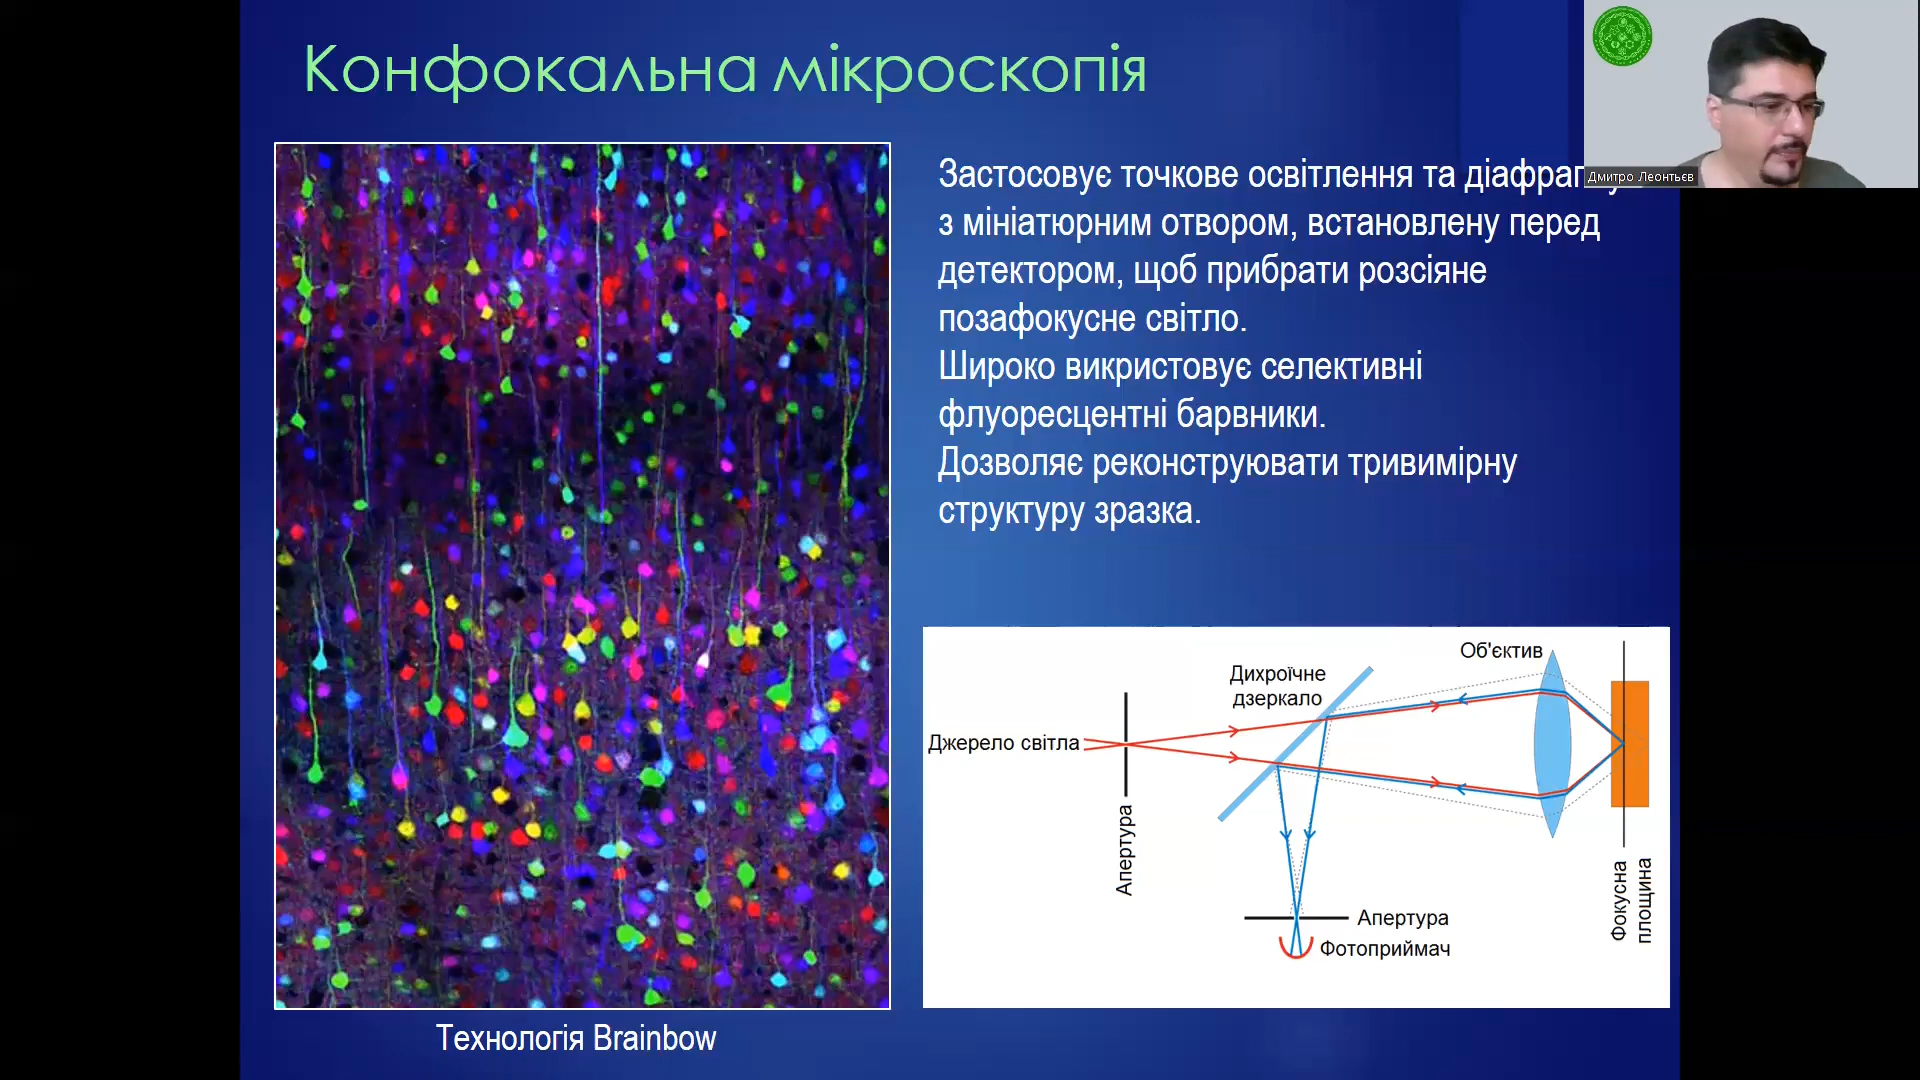 Конфокальна мікроскопія
Застосовує точкове освітлення та
з мініатюрним отвором, встановлену перед
детектором, щоб прибрати розсіяне
позафокусне світло.
Широко викристовує селективні
флуоресцентні барвники.
Дозволяє реконструювати тривимірну
структуру зразка.
Дмитро Леонтьєв
Об'єктив
Дихроїчне
дзеркало
Джерело світла
Апертура
Апертура
Фотоприймач
Фокусна
площина
Технологія Brainbow